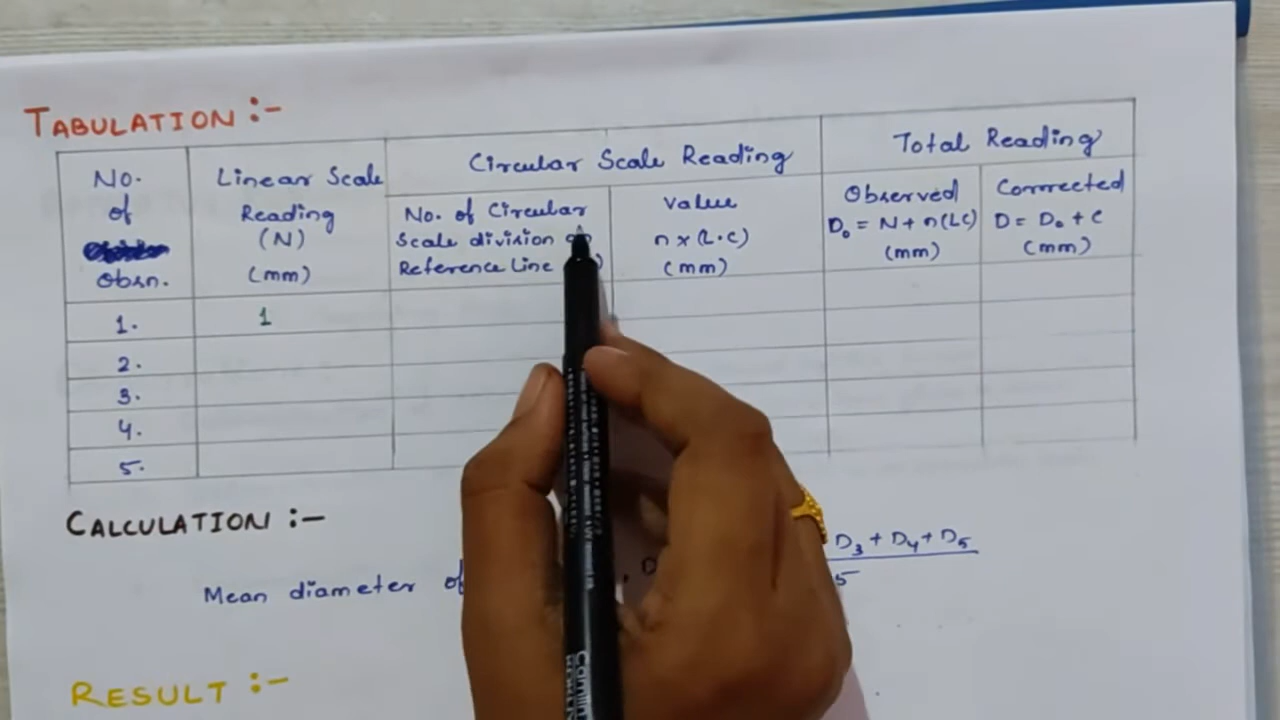 TABULATION :-
No. of Obsn.
Linear Scale Reading (N) (mm)
Circular Scale Reading
Total Reading
No. of Circular Scale division Reference Line
Value n x (L.C) (mm)
Observed D₀ = N + n(LC) (mm)
Corrected D = D₀ + C (mm)
1. 1
2.
3.
4.
5.
CALCULATION :-
Mean diameter of , D D₃ + D₄ + D₅
5
RESULT :-
Camlin